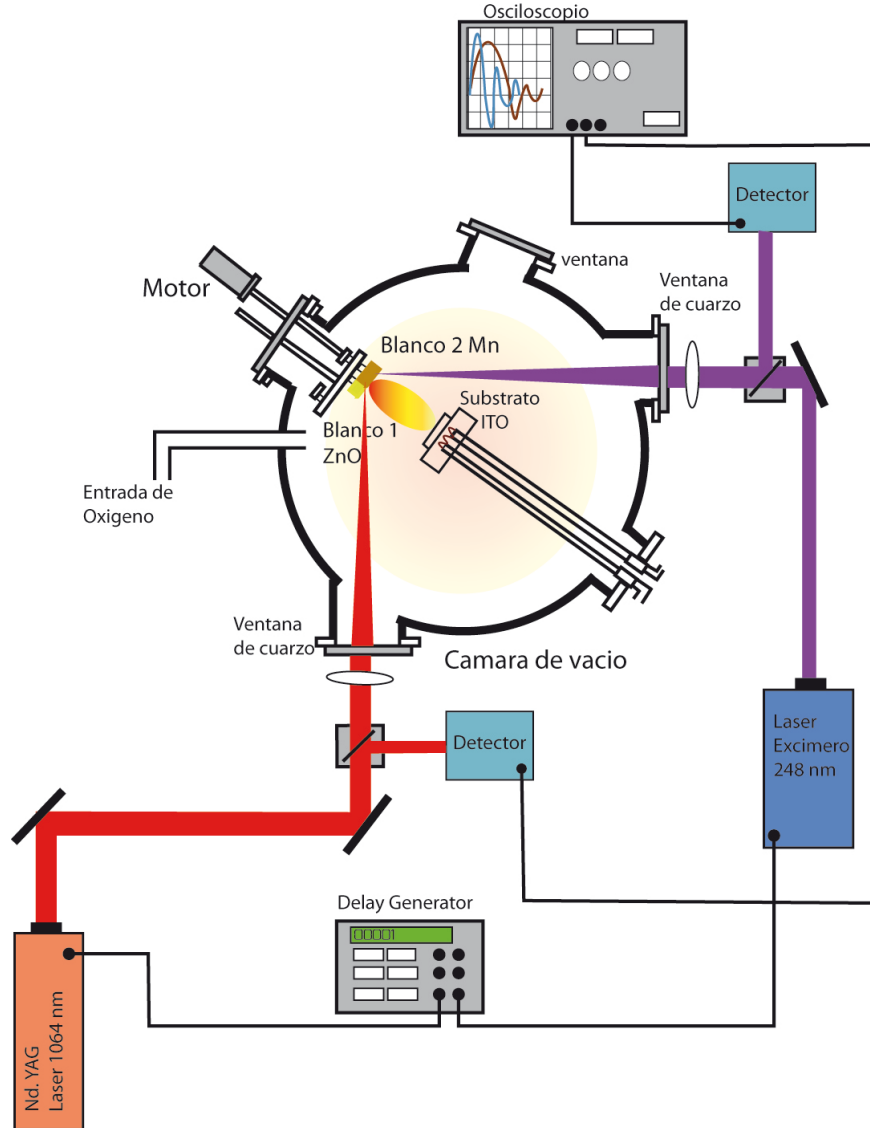 Osciloscopio
Detector
ventana
Ventana
de cuarzo
Motor
Blanco 2 Mn
Substrato
ITO
Blanco 1
ZnO
Entrada de
Oxigeno
Ventana
de cuarzo
Camara de vacio
Laser
Excimero
248 nm
Detector
Delay Generator
Nd. YAG
Laser 1064 nm